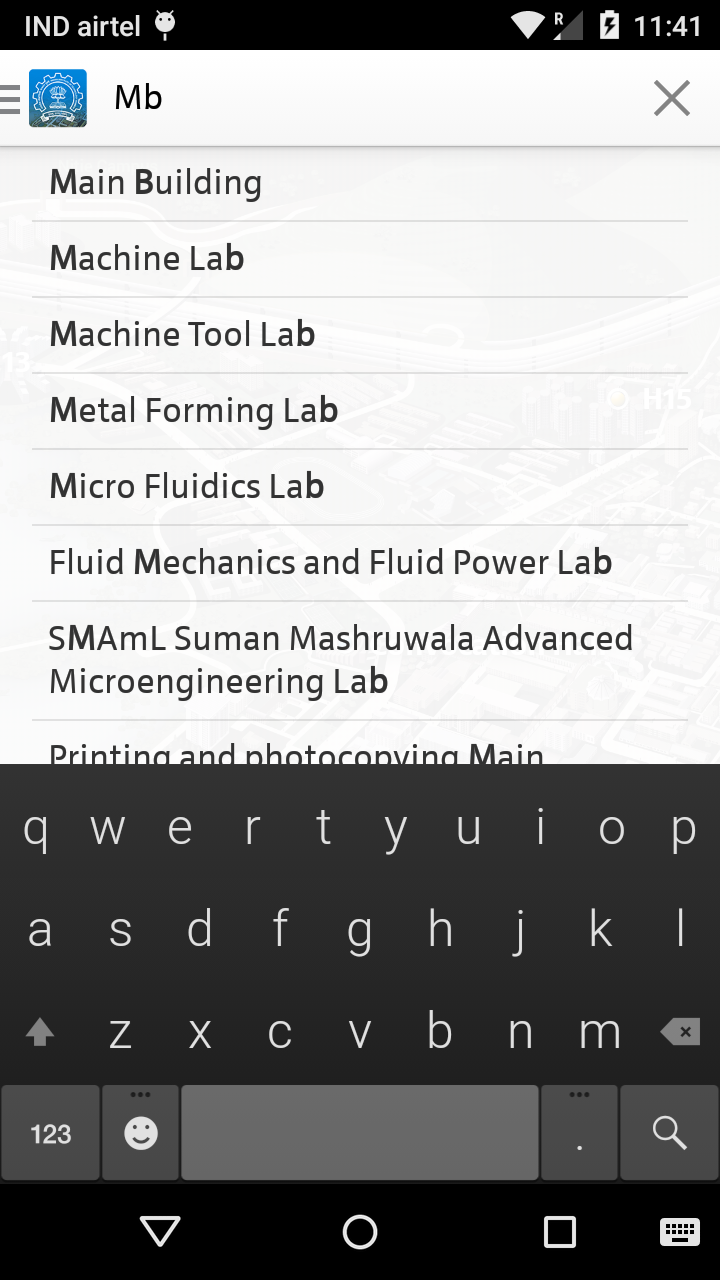 IND airtel
R
11:41
Mb
Main Building
Machine Lab
Machine Tool Lab
13
Metal Forming Lab
H15
Micro Fluidics Lab
Fluid Mechanics and Fluid Power Lab
SMAmL Suman Mashruwala Advanced
Microengineering Lab
Printing and photocopying Main
q w e r t y u i o p
a s d f g h j k l
z x c v b n m
123 .